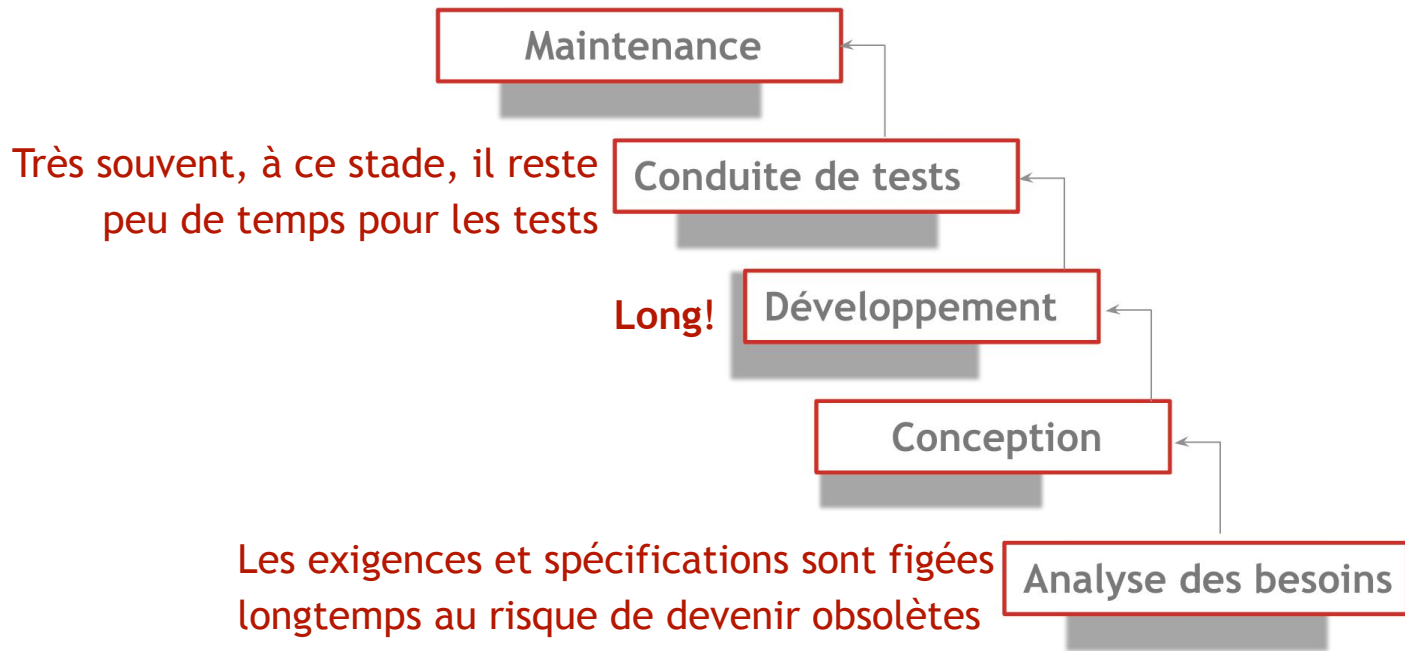 Maintenance
Très souvent, à ce stade, il reste
peu de temps pour les tests
Conduite de tests
Long!
Développement
Conception
Les exigences et spécifications sont figées
longtemps au risque de devenir obsolètes
Analyse des besoins